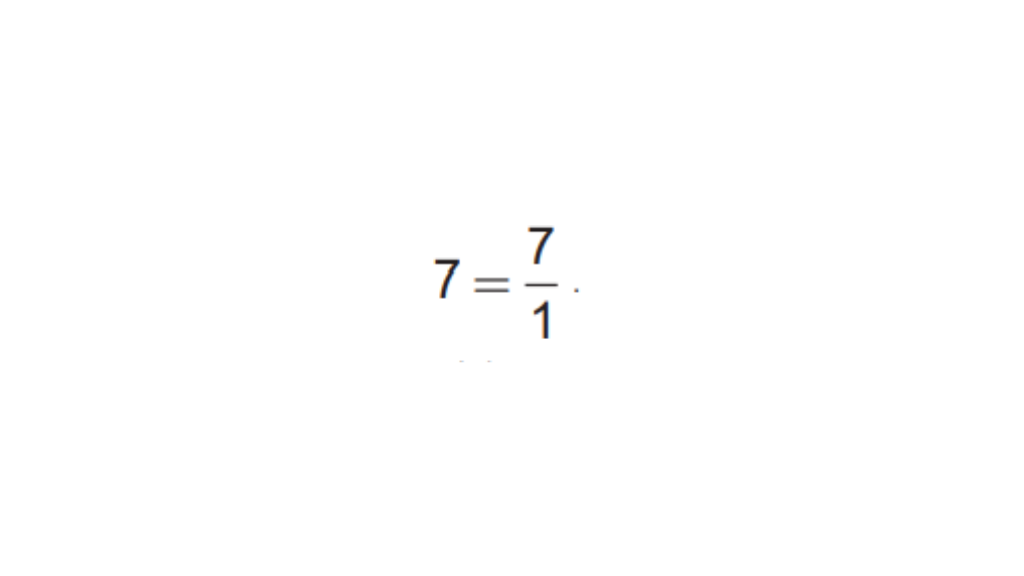 7 = 7/1 .